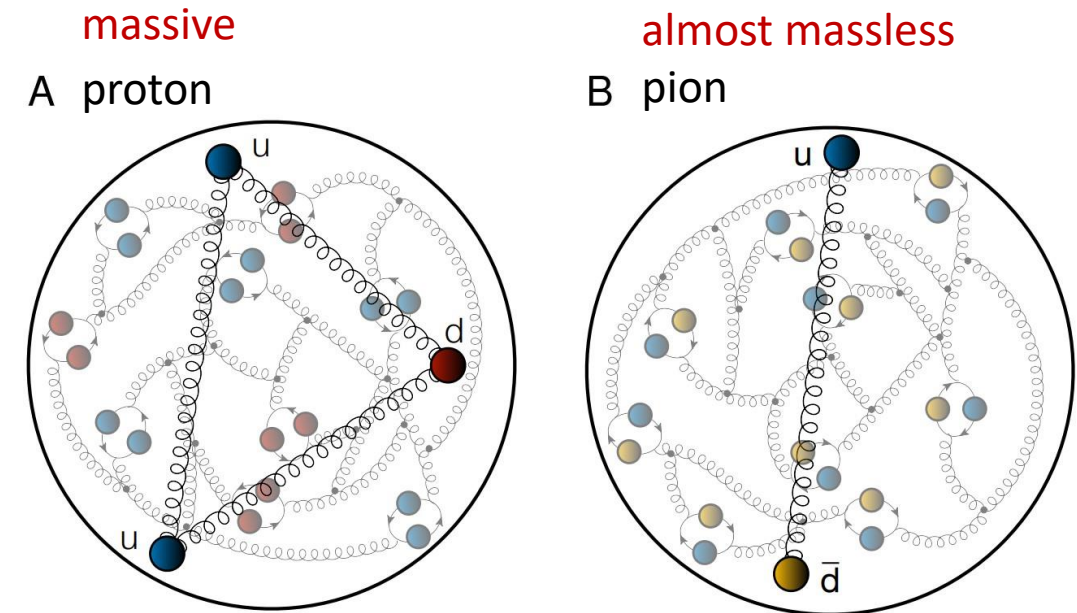 massive
A proton
u
d
u
almost massless
B pion
u
d̄